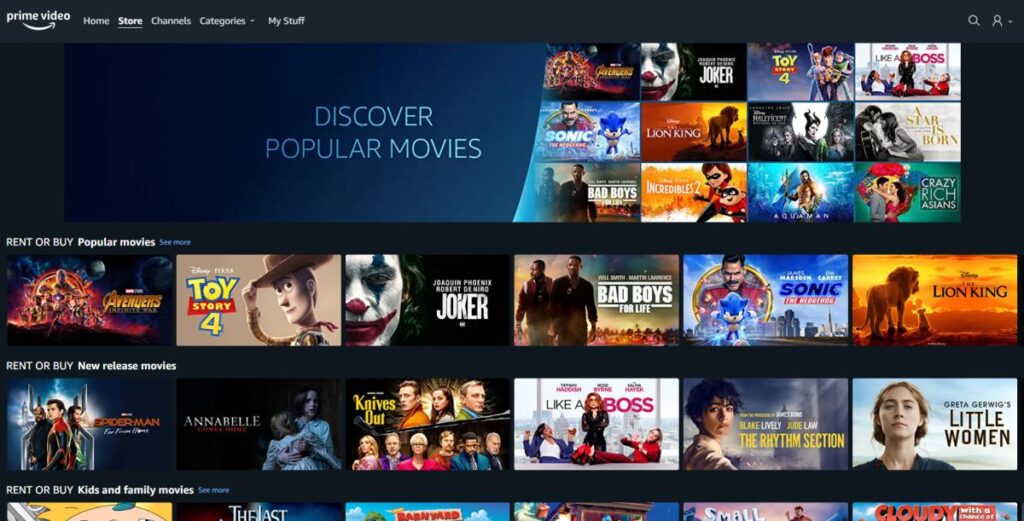 prime video
Home Store Channels Categories My Stuff
DISCOVER
POPULAR MOVIES
AVENGERS
JOAQUIN PHOENIX
ROBERT DE NIRO
JOKER
TOY
STORY
4
LIKE A BOSS
SONIC
THE HEDGEHOG
Disney
THE
LION KING
MALEFICENT
A STAR
IS
BORN
WILL SMITH MARTIN LAWRENCE
BAD BOYS
FOR LIFE
INCREDIBLES 2
AQUAMAN
CRAZY
RICH
ASIANS
RENT OR BUY Popular movies See more
AVENGERS
INFINITY WAR
Disney PIXAR
TOY
STORY
4
JOAQUIN PHOENIX
ROBERT DE NIRO
JOKER
DC
WILL SMITH MARTIN LAWRENCE
BAD BOYS
FOR LIFE
JAMES MARSDEN JIM CARREY
SONIC
THE HEDGEHOG
Disney
THE
LION KING
RENT OR BUY New release movies
SPIDER-MAN
Far From Home
ANNABELLE
COMES HOME
Knives
Out
TIFFANY HADDISH ROSE BYRNE SALMA HAYEK
LIKE A BOSS
FROM THE PRODUCERS OF JAMES BOND
BLAKE LIVELY JUDE LAW
THE RHYTHM SECTION
GRETA GERWIG'S
LITTLE
WOMEN
RENT OR BUY Kids and family movies See more
THE LAST
BARNYARD
SMALL
CLOUDY with a
chance of